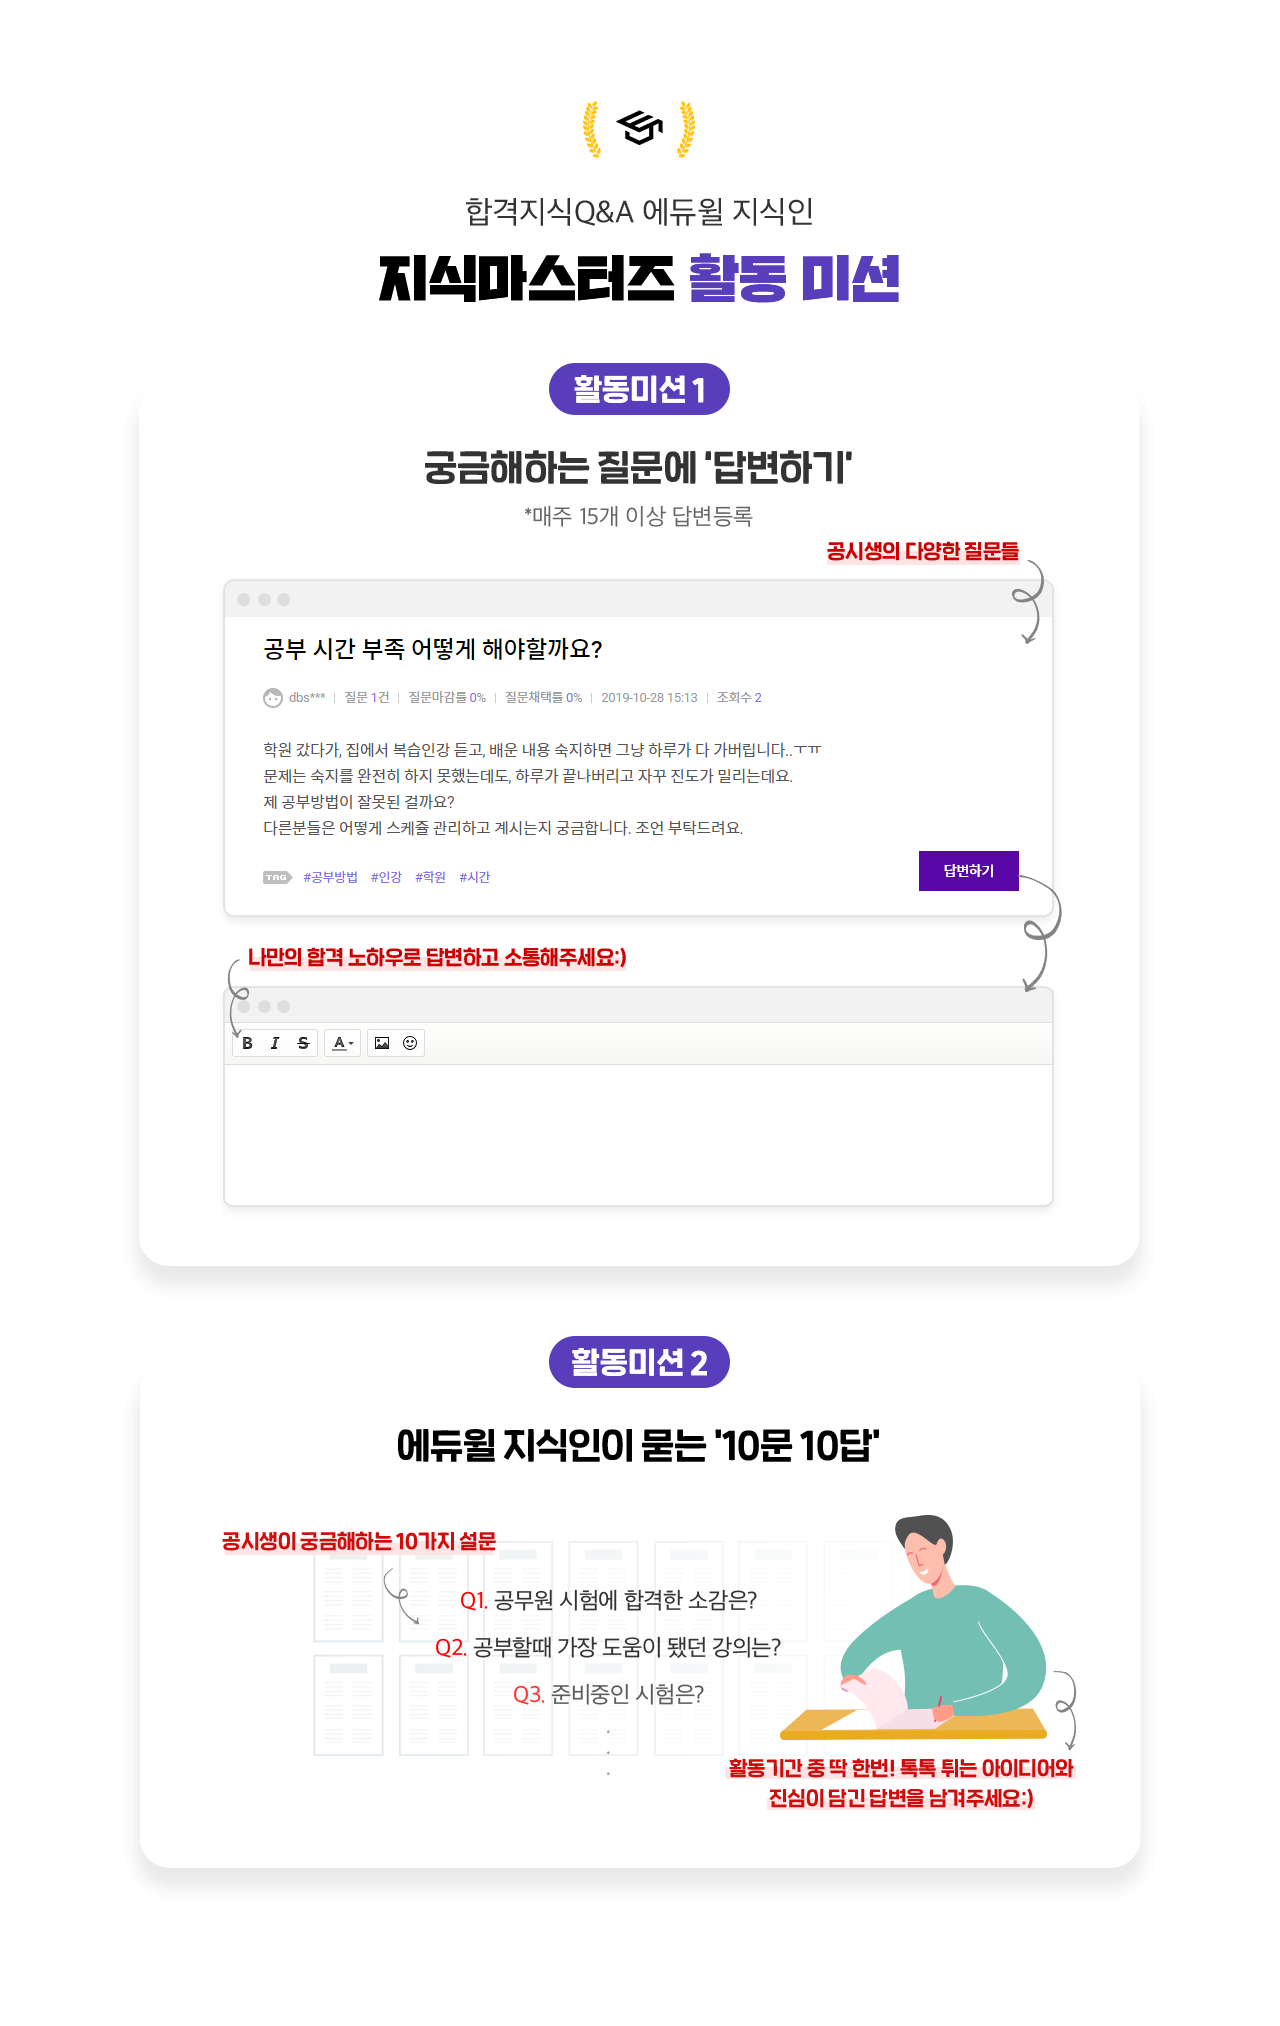 합격지식Q&A 에듀윌 지식인
지식마스터즈 활동 미션
활동미션 1
궁금해하는 질문에 '답변하기'
*매주 15개 이상 답변등록
공시생의 다양한 질문들
공부 시간 부족 어떻게 해야할까요?
dbs*** 질문 1건 질문마감률 0% 질문채택률 0% 2019-10-28 15:13 조회수 2
학원 갔다가, 집에서 복습인강 듣고, 배운 내용 숙지하면 그냥 하루가 다 가버립니다..ㅜㅠ
문제는 숙지를 완전히 하지 못했는데도, 하루가 끝나버리고 자꾸 진도가 밀리는데요.
제 공부방법이 잘못된 걸까요?
다른분들은 어떻게 스케쥴 관리하고 계시는지 궁금합니다. 조언 부탁드려요.
답변하기
TAG #공부방법 #인강 #학원 #시간
나만의 합격 노하우로 답변하고 소통해주세요:)
B I S A
활동미션 2
에듀윌 지식인이 묻는 '10문 10답'
공시생이 궁금해하는 10가지 설문
Q1. 공무원 시험에 합격한 소감은?
Q2. 공부할때 가장 도움이 됐던 강의는?
Q3. 준비중인 시험은?
.
.
.
활동기간 중 딱 한번! 톡톡 튀는 아이디어와
진심이 담긴 답변을 남겨주세요:)